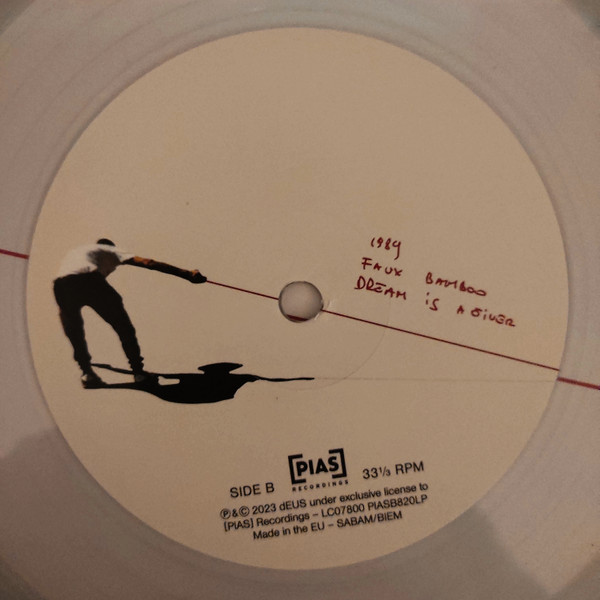 1989
FAUX BAMBOO
DREAM iS A GiVER
SIDE B
[PIAS]
RECORDINGS
33⅓ RPM
℗&© 2023 dEUS under exclusive license to
[PIAS] Recordings – LC07800 PIASB820LP
Made in the EU – SABAM/BIEM